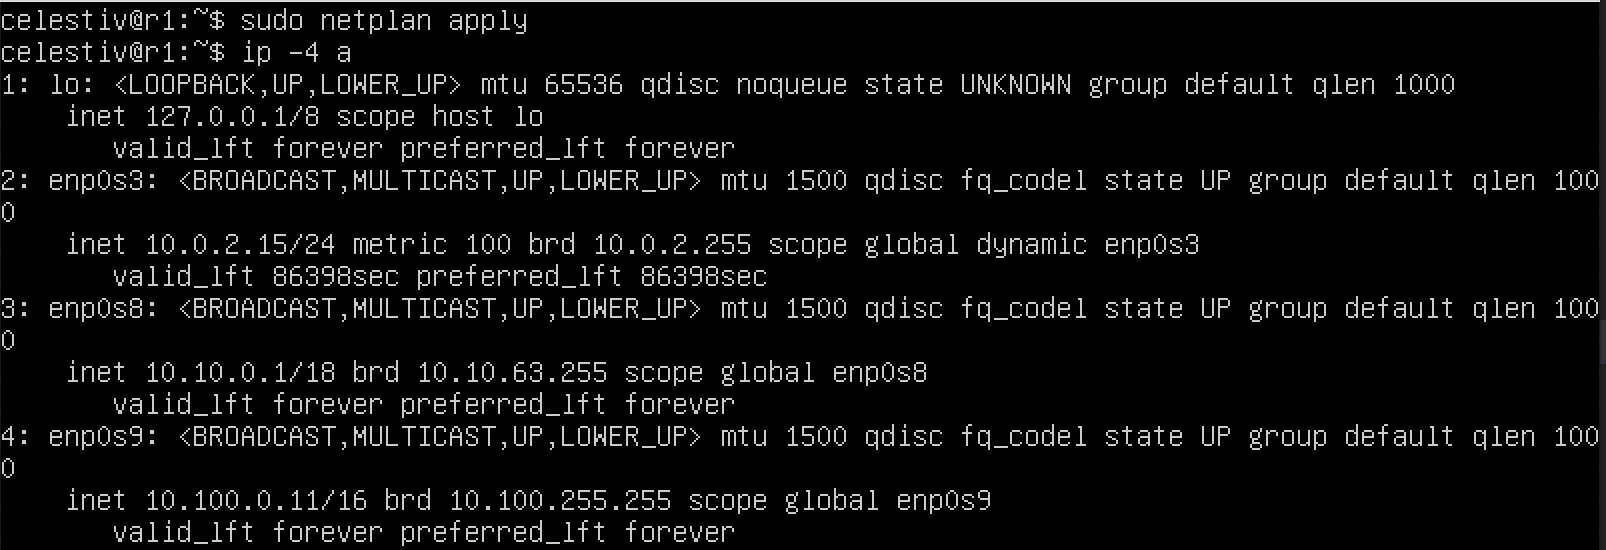 celestiv@r1:~$ sudo netplan apply
celestiv@r1:~$ ip -4 a
1: lo: <LOOPBACK,UP,LOWER_UP> mtu 65536 qdisc noqueue state UNKNOWN group default qlen 1000
    inet 127.0.0.1/8 scope host lo
       valid_lft forever preferred_lft forever
2: enp0s3: <BROADCAST,MULTICAST,UP,LOWER_UP> mtu 1500 qdisc fq_codel state UP group default qlen 100
0
    inet 10.0.2.15/24 metric 100 brd 10.0.2.255 scope global dynamic enp0s3
       valid_lft 86398sec preferred_lft 86398sec
3: enp0s8: <BROADCAST,MULTICAST,UP,LOWER_UP> mtu 1500 qdisc fq_codel state UP group default qlen 100
0
    inet 10.10.0.1/18 brd 10.10.63.255 scope global enp0s8
       valid_lft forever preferred_lft forever
4: enp0s9: <BROADCAST,MULTICAST,UP,LOWER_UP> mtu 1500 qdisc fq_codel state UP group default qlen 100
0
    inet 10.100.0.11/16 brd 10.100.255.255 scope global enp0s9
       valid_lft forever preferred_lft forever